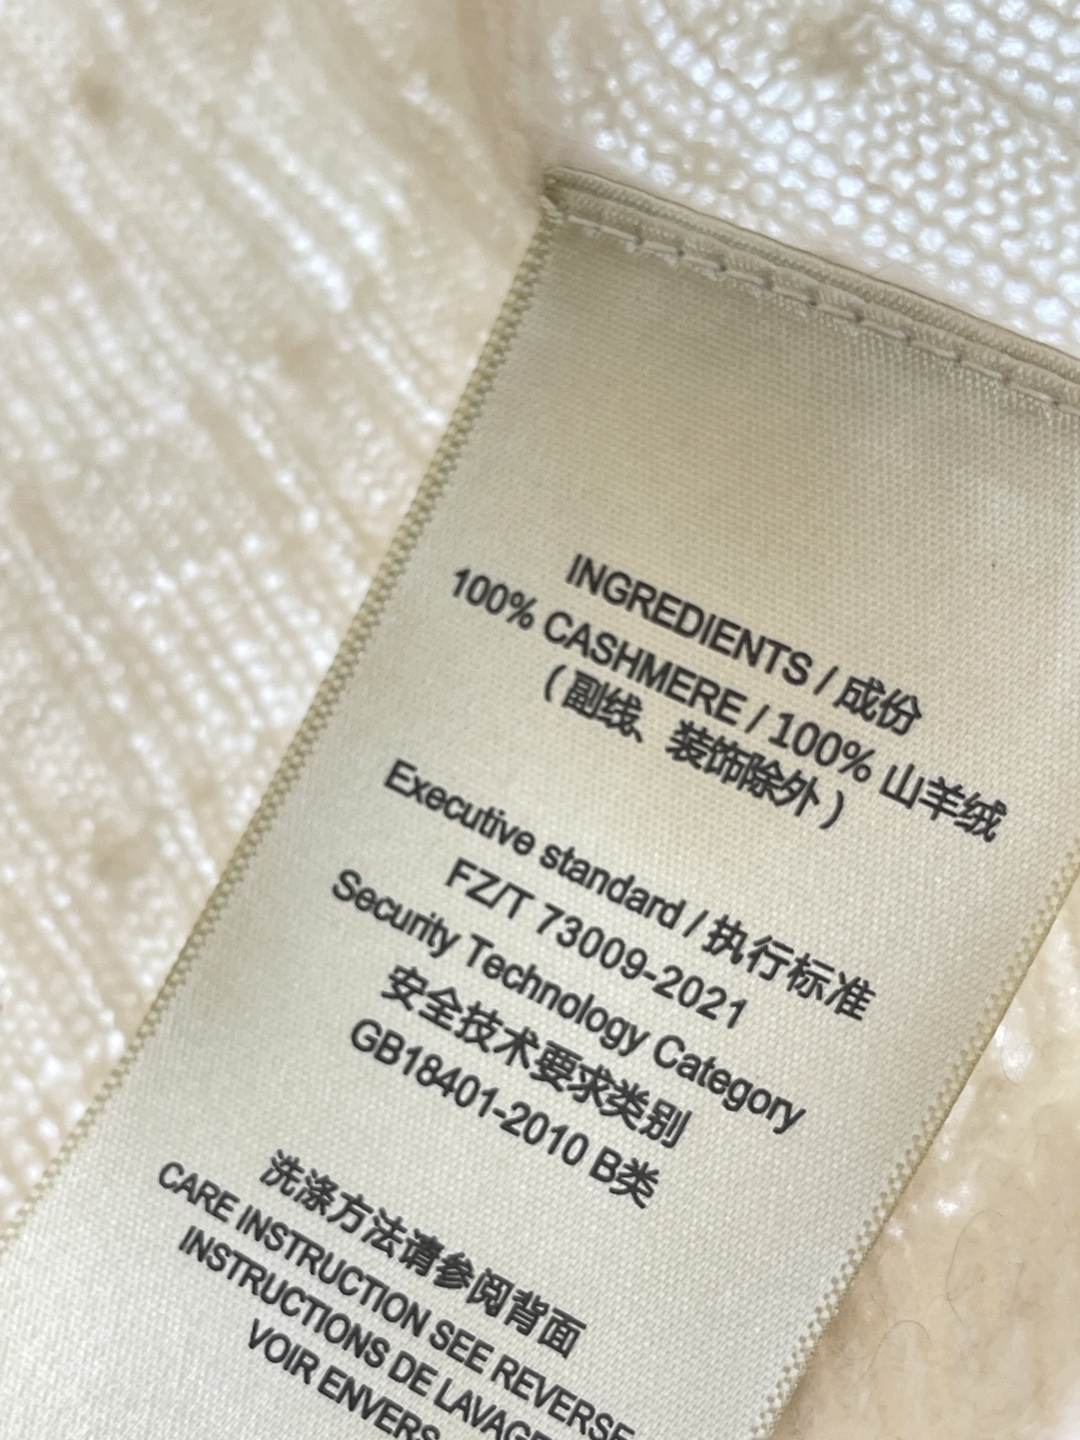 INGREDIENTS / 成份
100% CASHMERE / 100% 山羊绒
( 副线、装饰除外 )
Executive standard / 执行标准
FZ/T 73009-2021
Security Technology Category
安全技术要求类别
GB18401-2010 B类
洗涤方法请参阅背面
CARE INSTRUCTION SEE REVERSE
INSTRUCTIONS DE LAVAGE
VOIR ENVERS